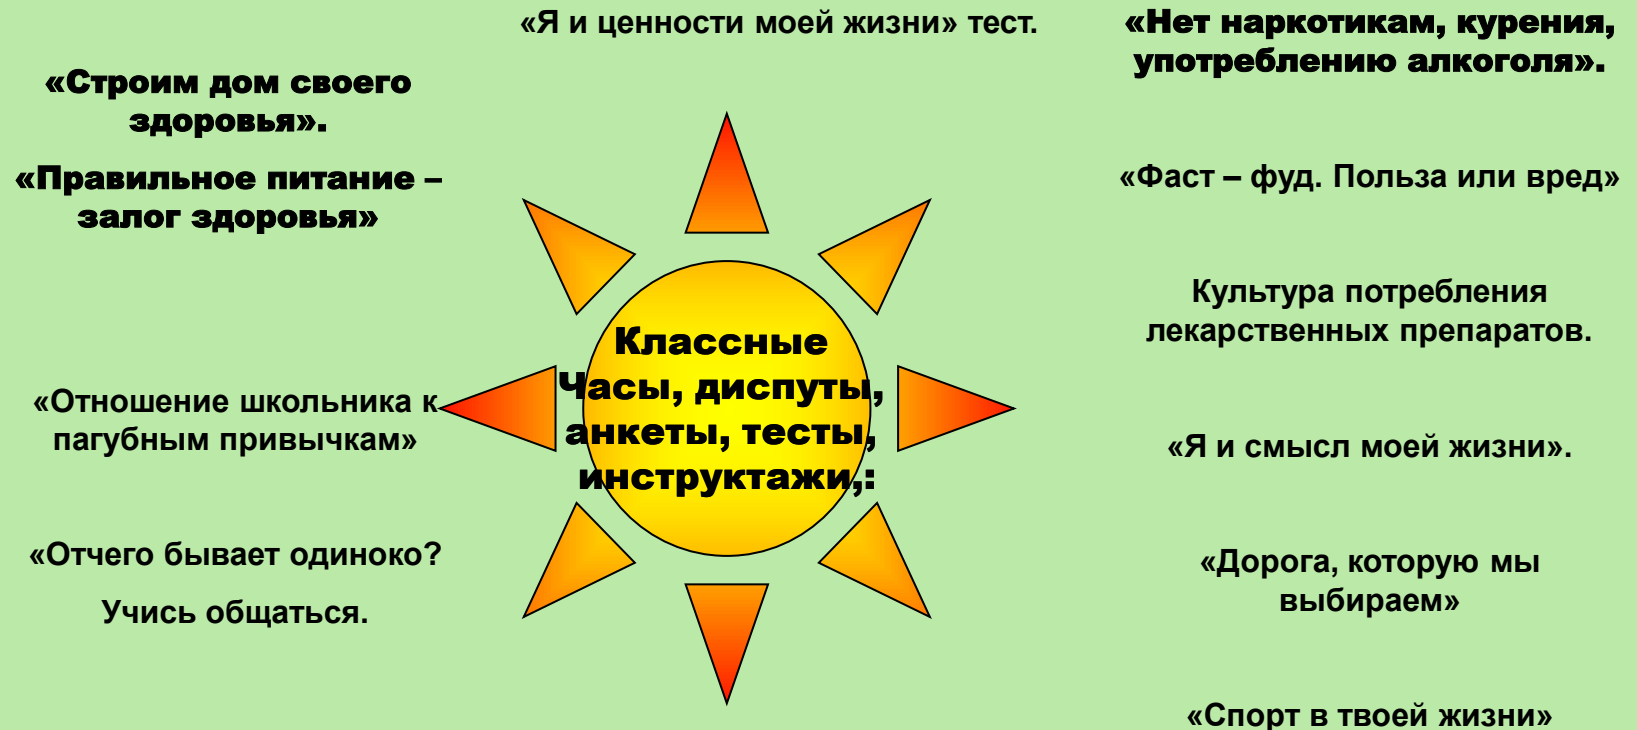 «Я и ценности моей жизни» тест.
«Строим дом своего
здоровья».
«Правильное питание –
залог здоровья»
«Отношение школьника к
пагубным привычкам»
«Отчего бывает одиноко?
Учись общаться.
Классные
Часы, диспуты,
анкеты, тесты,
инструктажи,:
«Нет наркотикам, курения,
употреблению алкоголя».
«Фаст – фуд. Польза или вред»
Культура потребления
лекарственных препаратов.
«Я и смысл моей жизни».
«Дорога, которую мы
выбираем»
«Спорт в твоей жизни»